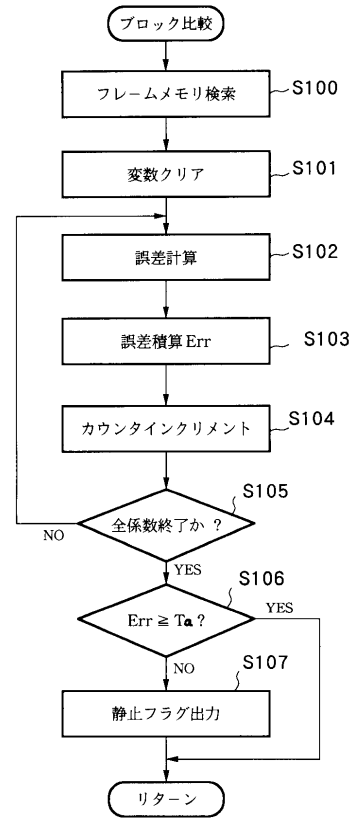 ブロック比較
フレームメモリ検索
S100
変数クリア
S101
誤差計算
S102
誤差積算 Err
S103
カウンタインクリメント
S104
全係数終了か ?
S105
NO
YES
Err ≧ Ta ?
S106
YES
NO
静止フラグ出力
S107
リターン